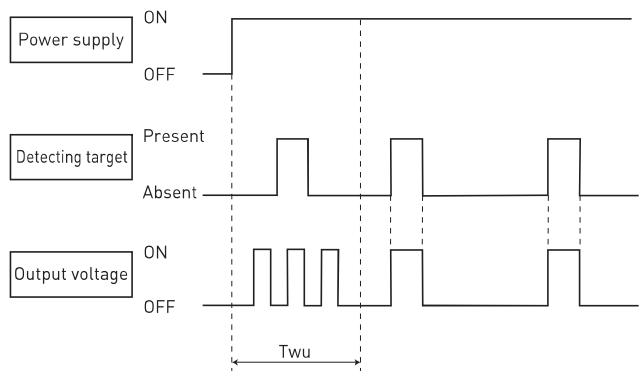 Power supply
ON
OFF
Detecting target
Present
Absent
Output voltage
ON
OFF
Twu